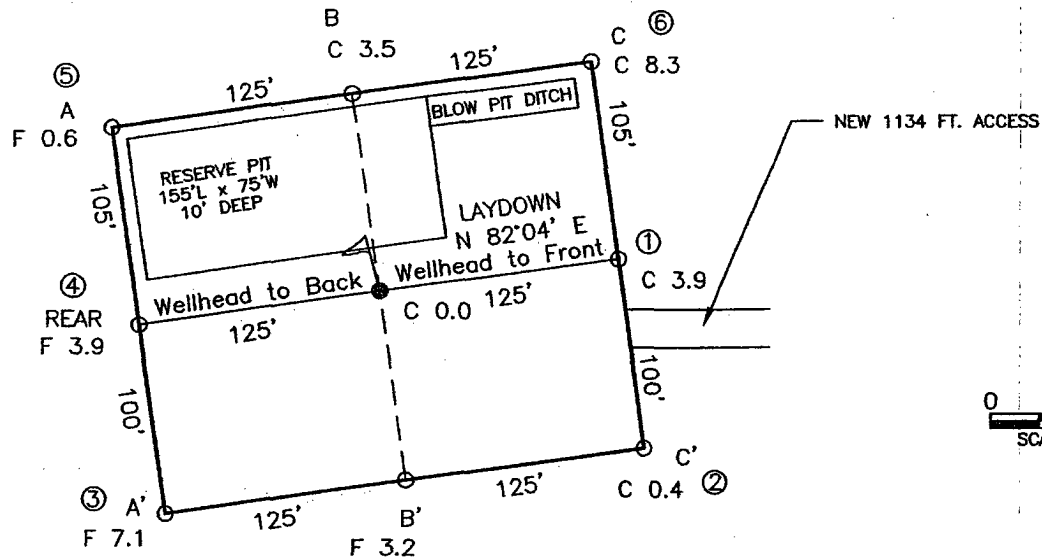 B
C 3.5
C ⑥
C 8.3
⑤
A
F 0.6
125'
125'
BLOW PIT DITCH
105'
NEW 1134 FT. ACCESS
RESERVE PIT
155'L x 75'W
10' DEEP
105'
LAYDOWN
N 82°04' E
①
C 3.9
④
REAR
F 3.9
Wellhead to Back
Wellhead to Front
125'
C 0.0
125'
100'
100'
0
③ A'
F 7.1
125'
B'
F 3.2
125'
C'
C 0.4 ②